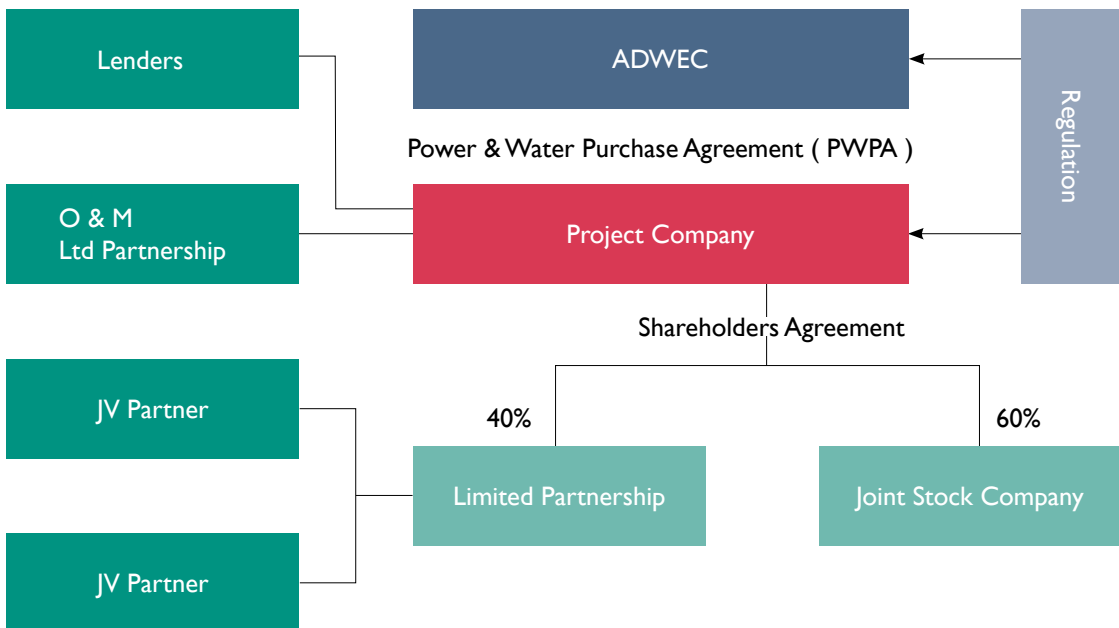 Lenders
ADWEC
Regulation
Power & Water Purchase Agreement ( PWPA )
O & M
Ltd Partnership
Project Company
Shareholders Agreement
JV Partner
40%
60%
Limited Partnership
Joint Stock Company
JV Partner